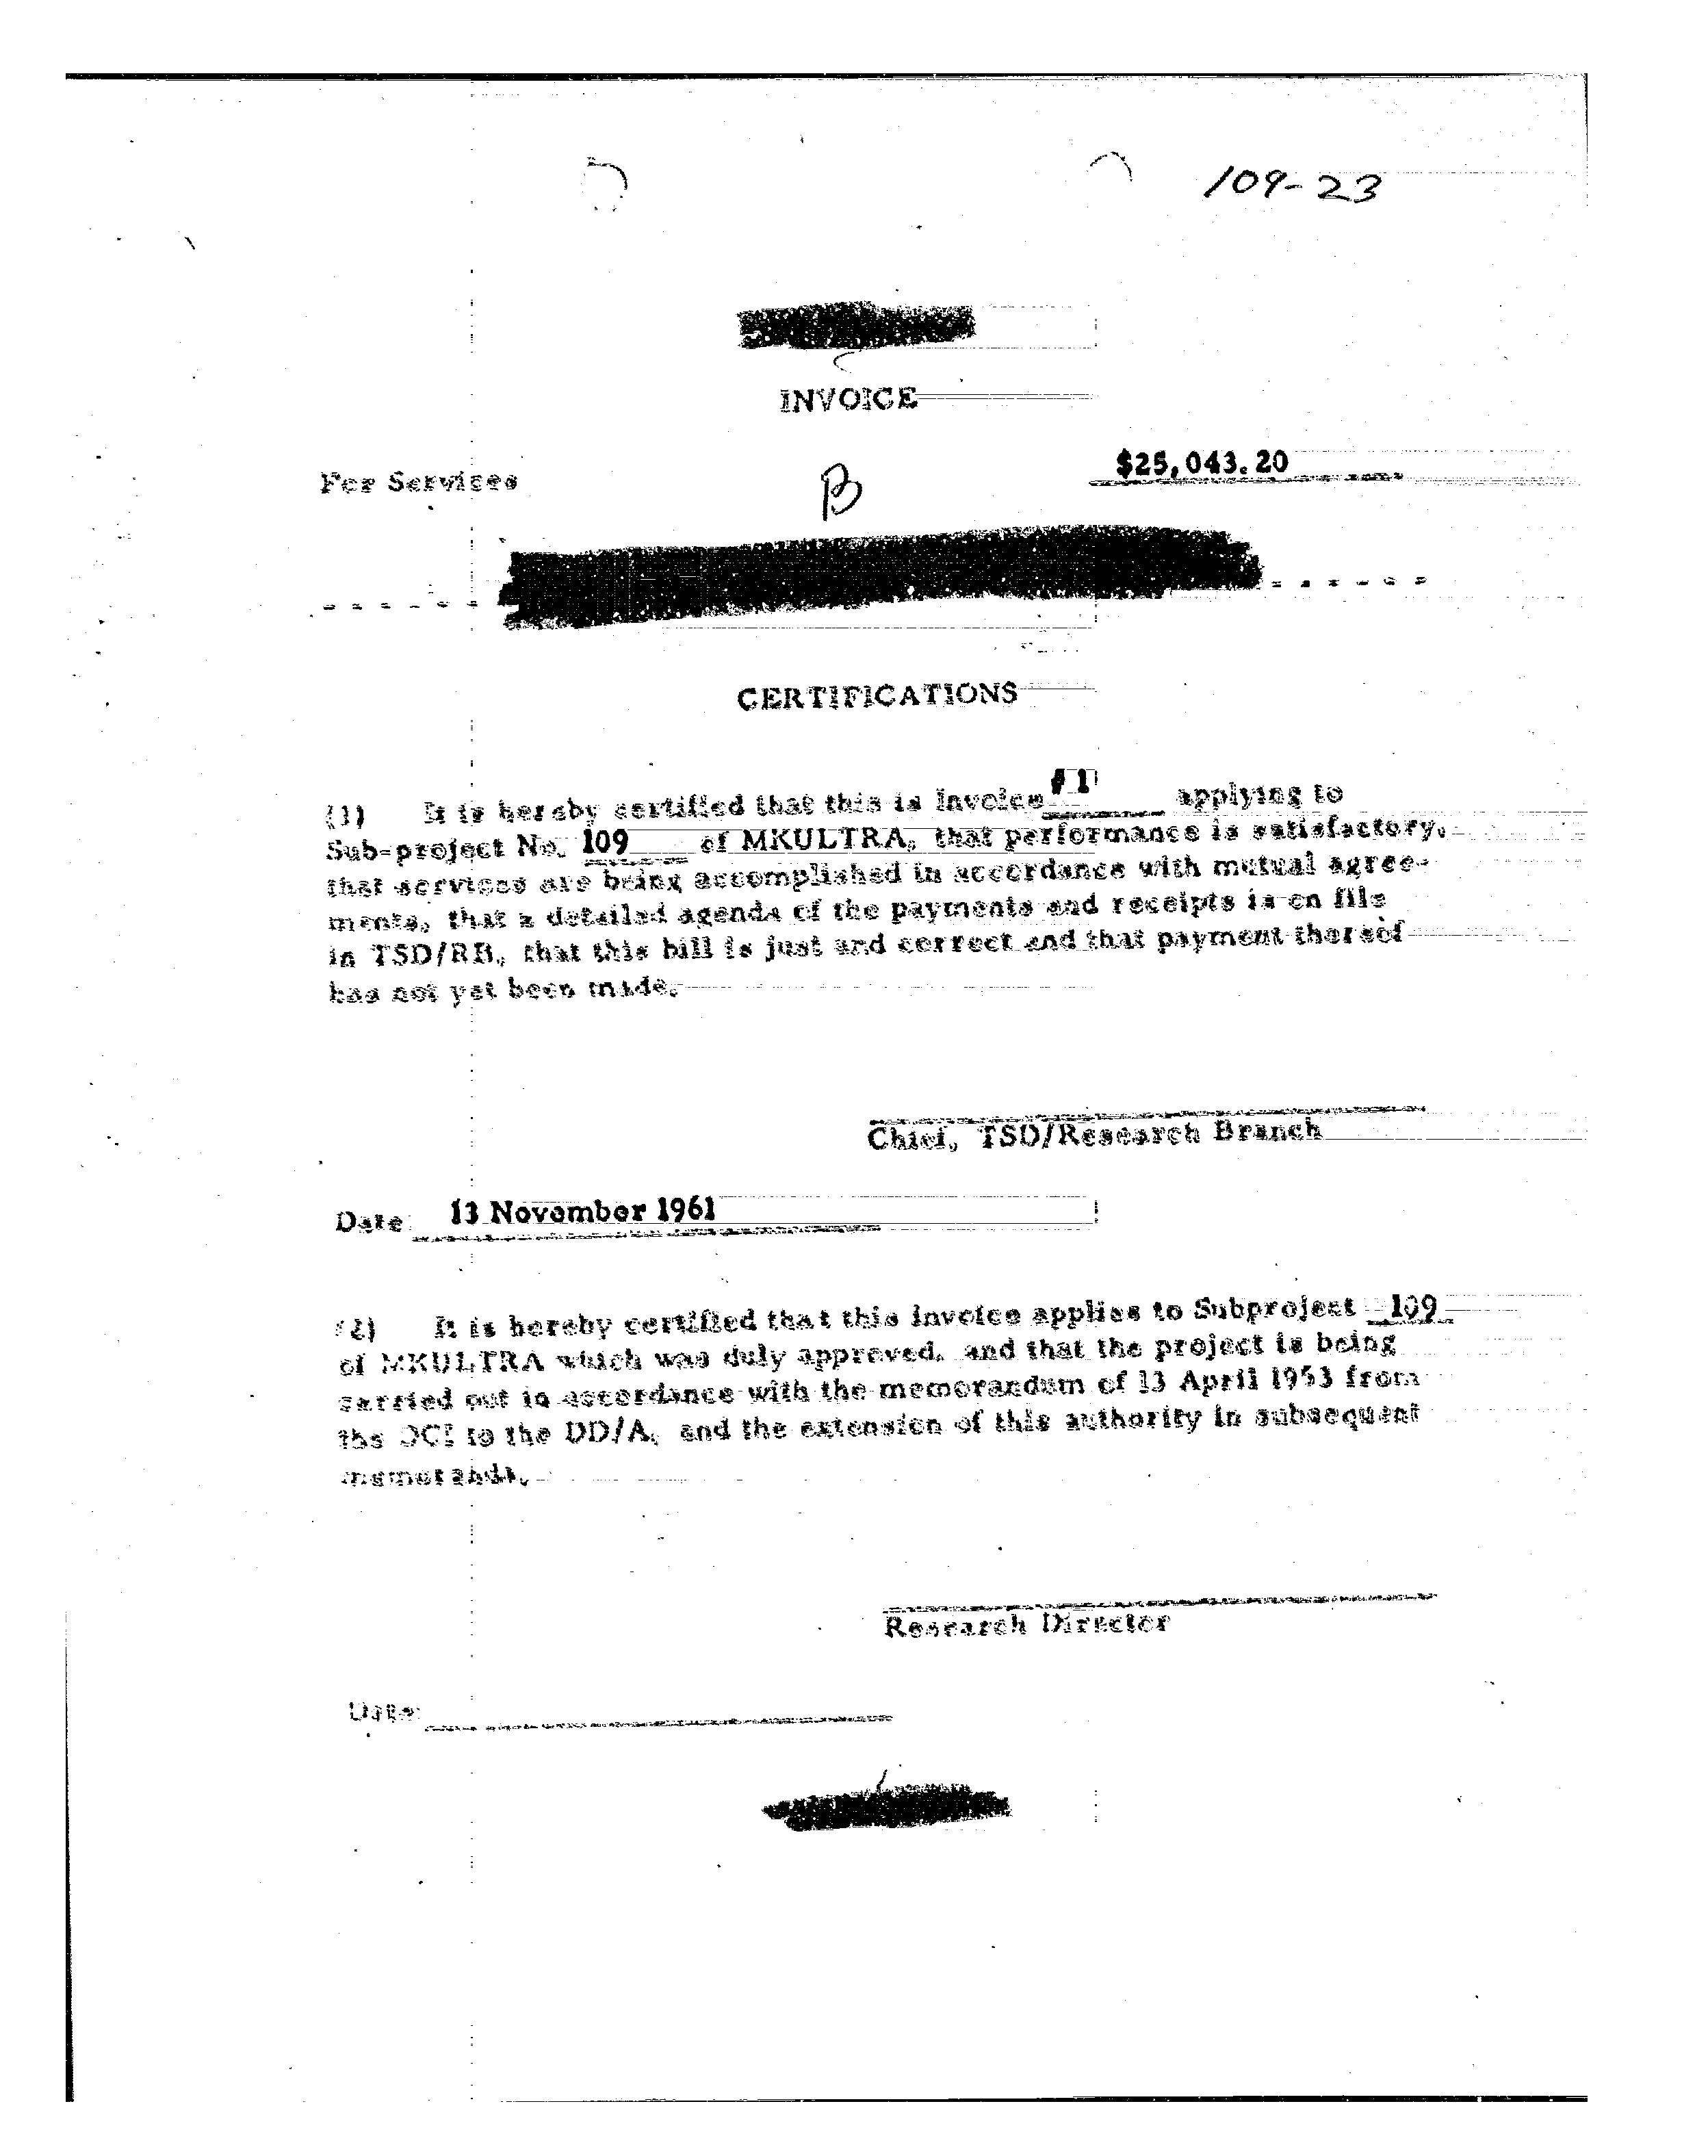 109-23
INVOICE
For Services
$25,043.20
B
CERTIFICATIONS
(1) It is hereby certified that this is Invoice #1 applying to
Sub-project No. 109 of MKULTRA, that performance is satisfactory,
that services are being accomplished in accordance with mutual agree-
ments, that a detailed agenda of the payments and receipts is on file
in TSD/RB, that this bill is just and correct and that payment thereof
has not yet been made.
Chief, TSD/Research Branch
Date: 13 November 1961
(2) It is hereby certified that this invoice applies to Subproject 109
of MKULTRA which was duly approved, and that the project is being
carried out in accordance with the memorandum of 13 April 1953 from
the DCI to the DD/A, and the extension of this authority in subsequent
memoranda.
Research Director
Date: